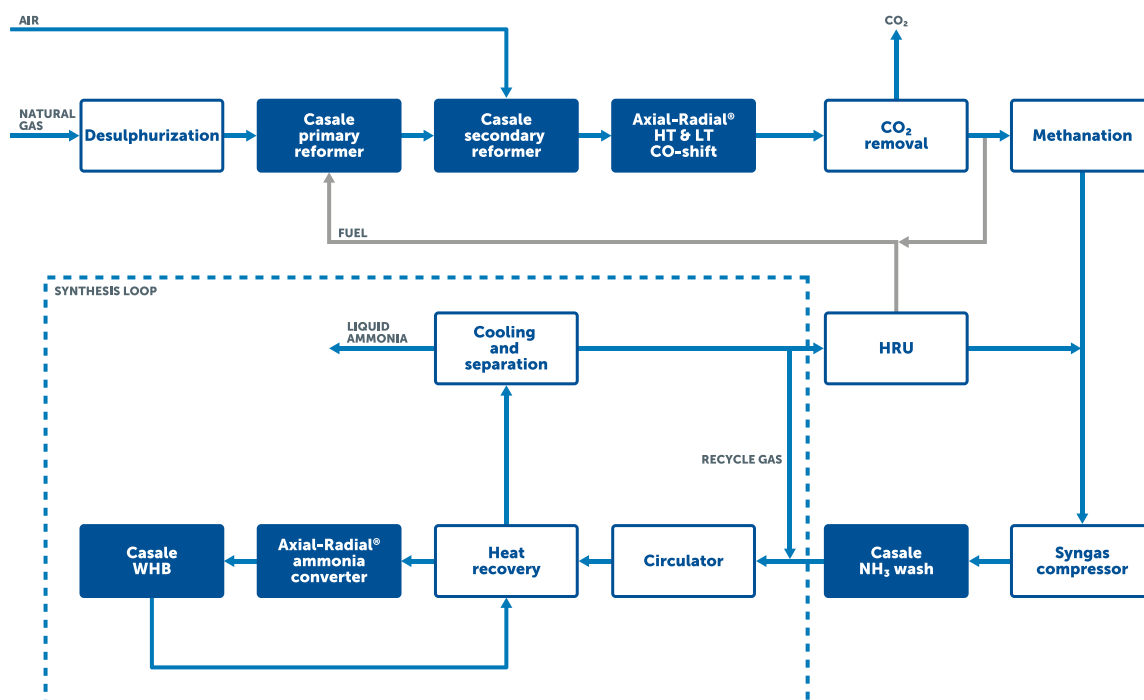 AIR
CO₂
NATURAL
GAS
Desulphurization
Casale
primary
reformer
Casale
secondary
reformer
Axial-Radial®
HT & LT
CO-shift
CO₂
removal
Methanation
FUEL
SYNTHESIS LOOP
LIQUID
AMMONIA
Cooling
and
separation
HRU
RECYCLE GAS
Casale
WHB
Axial-Radial®
ammonia
converter
Heat
recovery
Circulator
Casale
NH₃ wash
Syngas
compressor